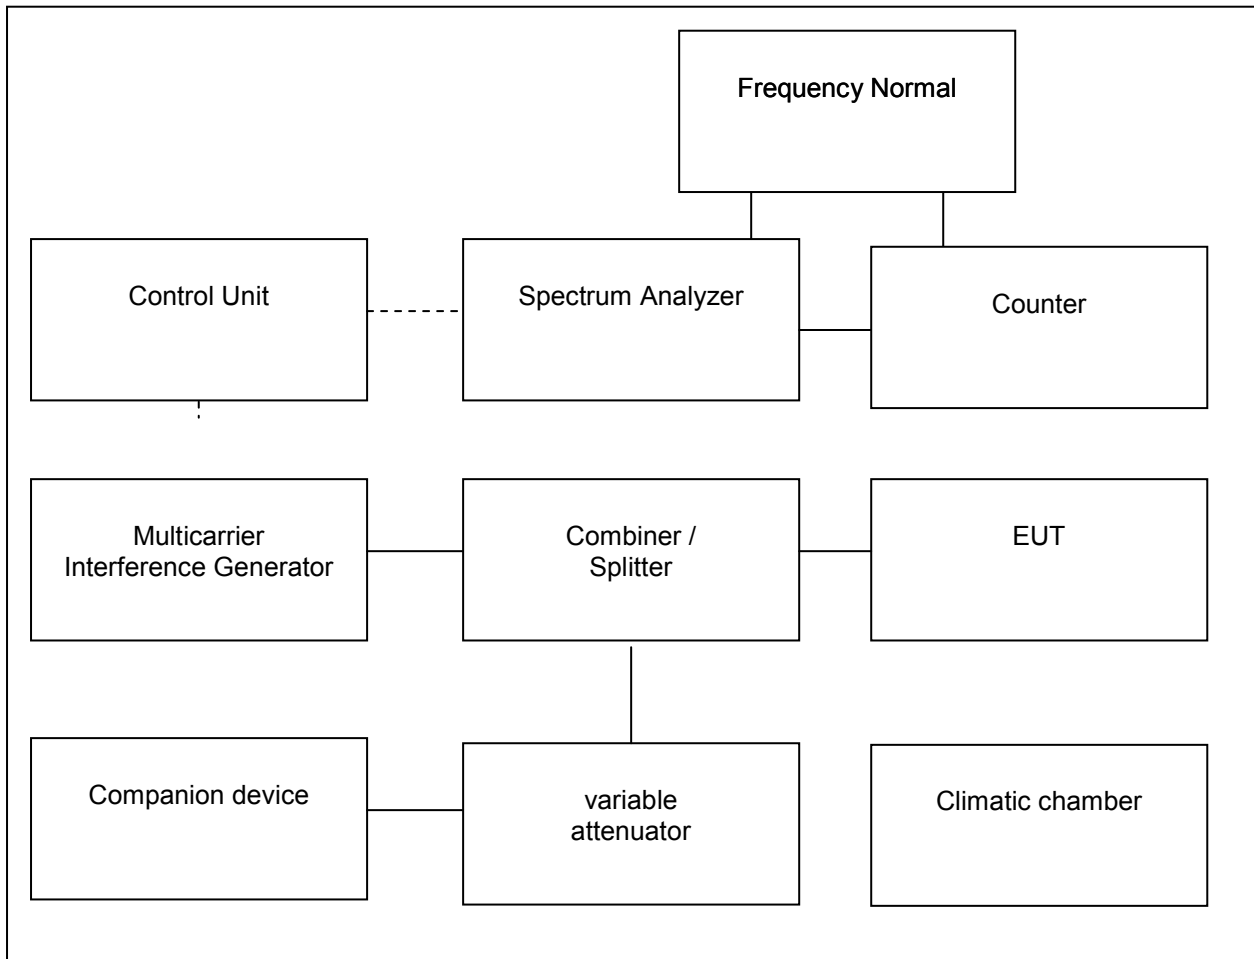 Frequency Normal
Control Unit
Spectrum Analyzer
Counter
Multicarrier
Interference Generator
Combiner /
Splitter
EUT
Companion device
variable
attenuator
Climatic chamber